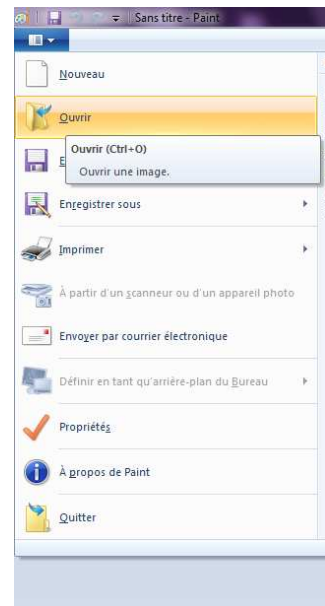 Sans titre - Paint
Nouveau
Ouvrir
Ouvrir (Ctrl+O)
E
Ouvrir une image.
Enregistrer sous
Imprimer
À partir d'un scanneur ou d'un appareil photo
Envoyer par courrier électronique
Définir en tant qu'arrière-plan du Bureau
Propriétés
À propos de Paint
Quitter